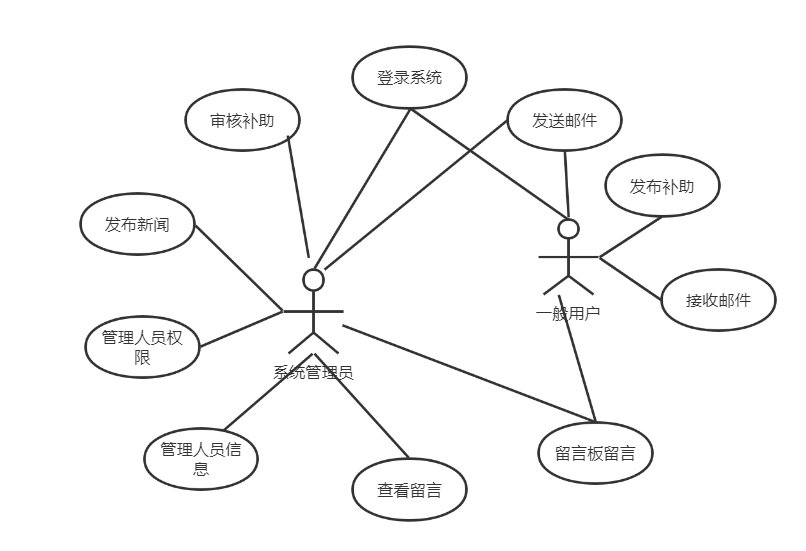 登录系统
审核补助
发送邮件
发布补助
发布新闻
接收邮件
一般用户
管理人员权
限
系统管理员
管理人员信
息
留言板留言
查看留言